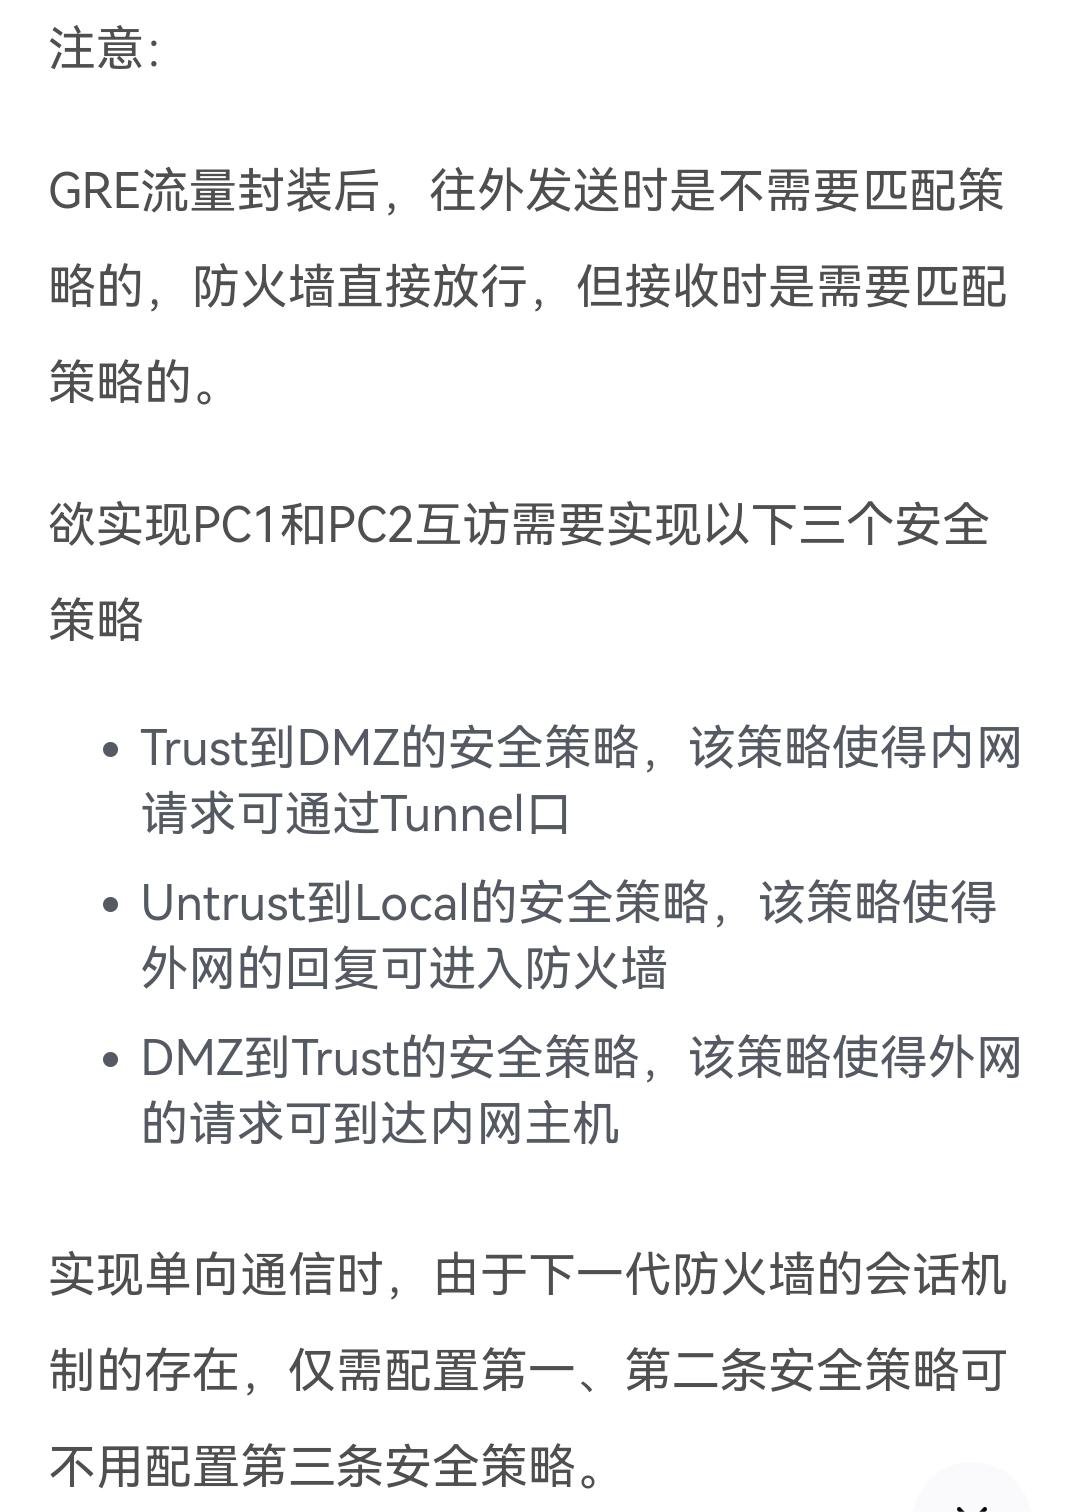 注意：
GRE流量封装后，往外发送时是不需要匹配策
略的，防火墙直接放行，但接收时是需要匹配
策略的。
欲实现PC1和PC2互访需要实现以下三个安全
策略
• Trust到DMZ的安全策略，该策略使得内网
请求可通过Tunnel口
• Untrust到Local的安全策略，该策略使得
外网的回复可进入防火墙
• DMZ到Trust的安全策略，该策略使得外网
的请求可到达内网主机
实现单向通信时，由于下一代防火墙的会话机
制的存在，仅需配置第一、第二条安全策略可
不用配置第三条安全策略。